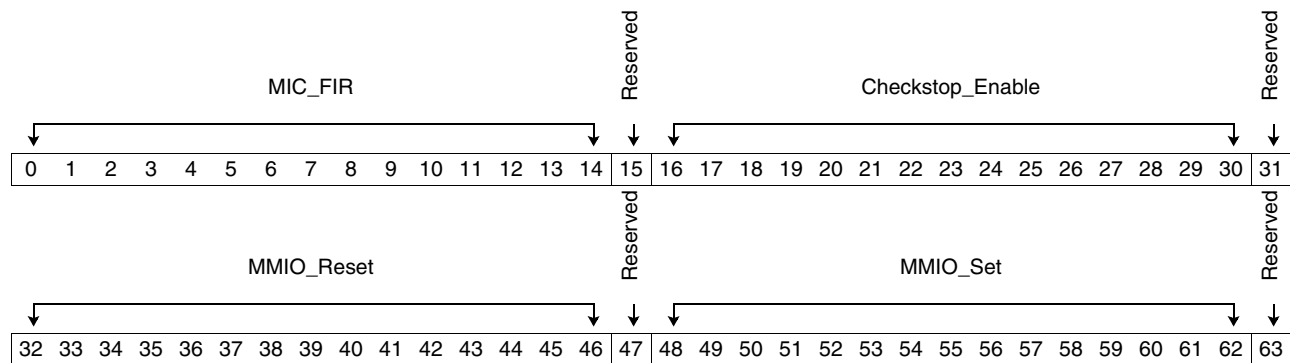 MIC_FIR Reserved Checkstop_Enable Reserved
0 1 2 3 4 5 6 7 8 9 10 11 12 13 14 15 16 17 18 19 20 21 22 23 24 25 26 27 28 29 30 31
MMIO_Reset Reserved MMIO_Set Reserved
32 33 34 35 36 37 38 39 40 41 42 43 44 45 46 47 48 49 50 51 52 53 54 55 56 57 58 59 60 61 62 63